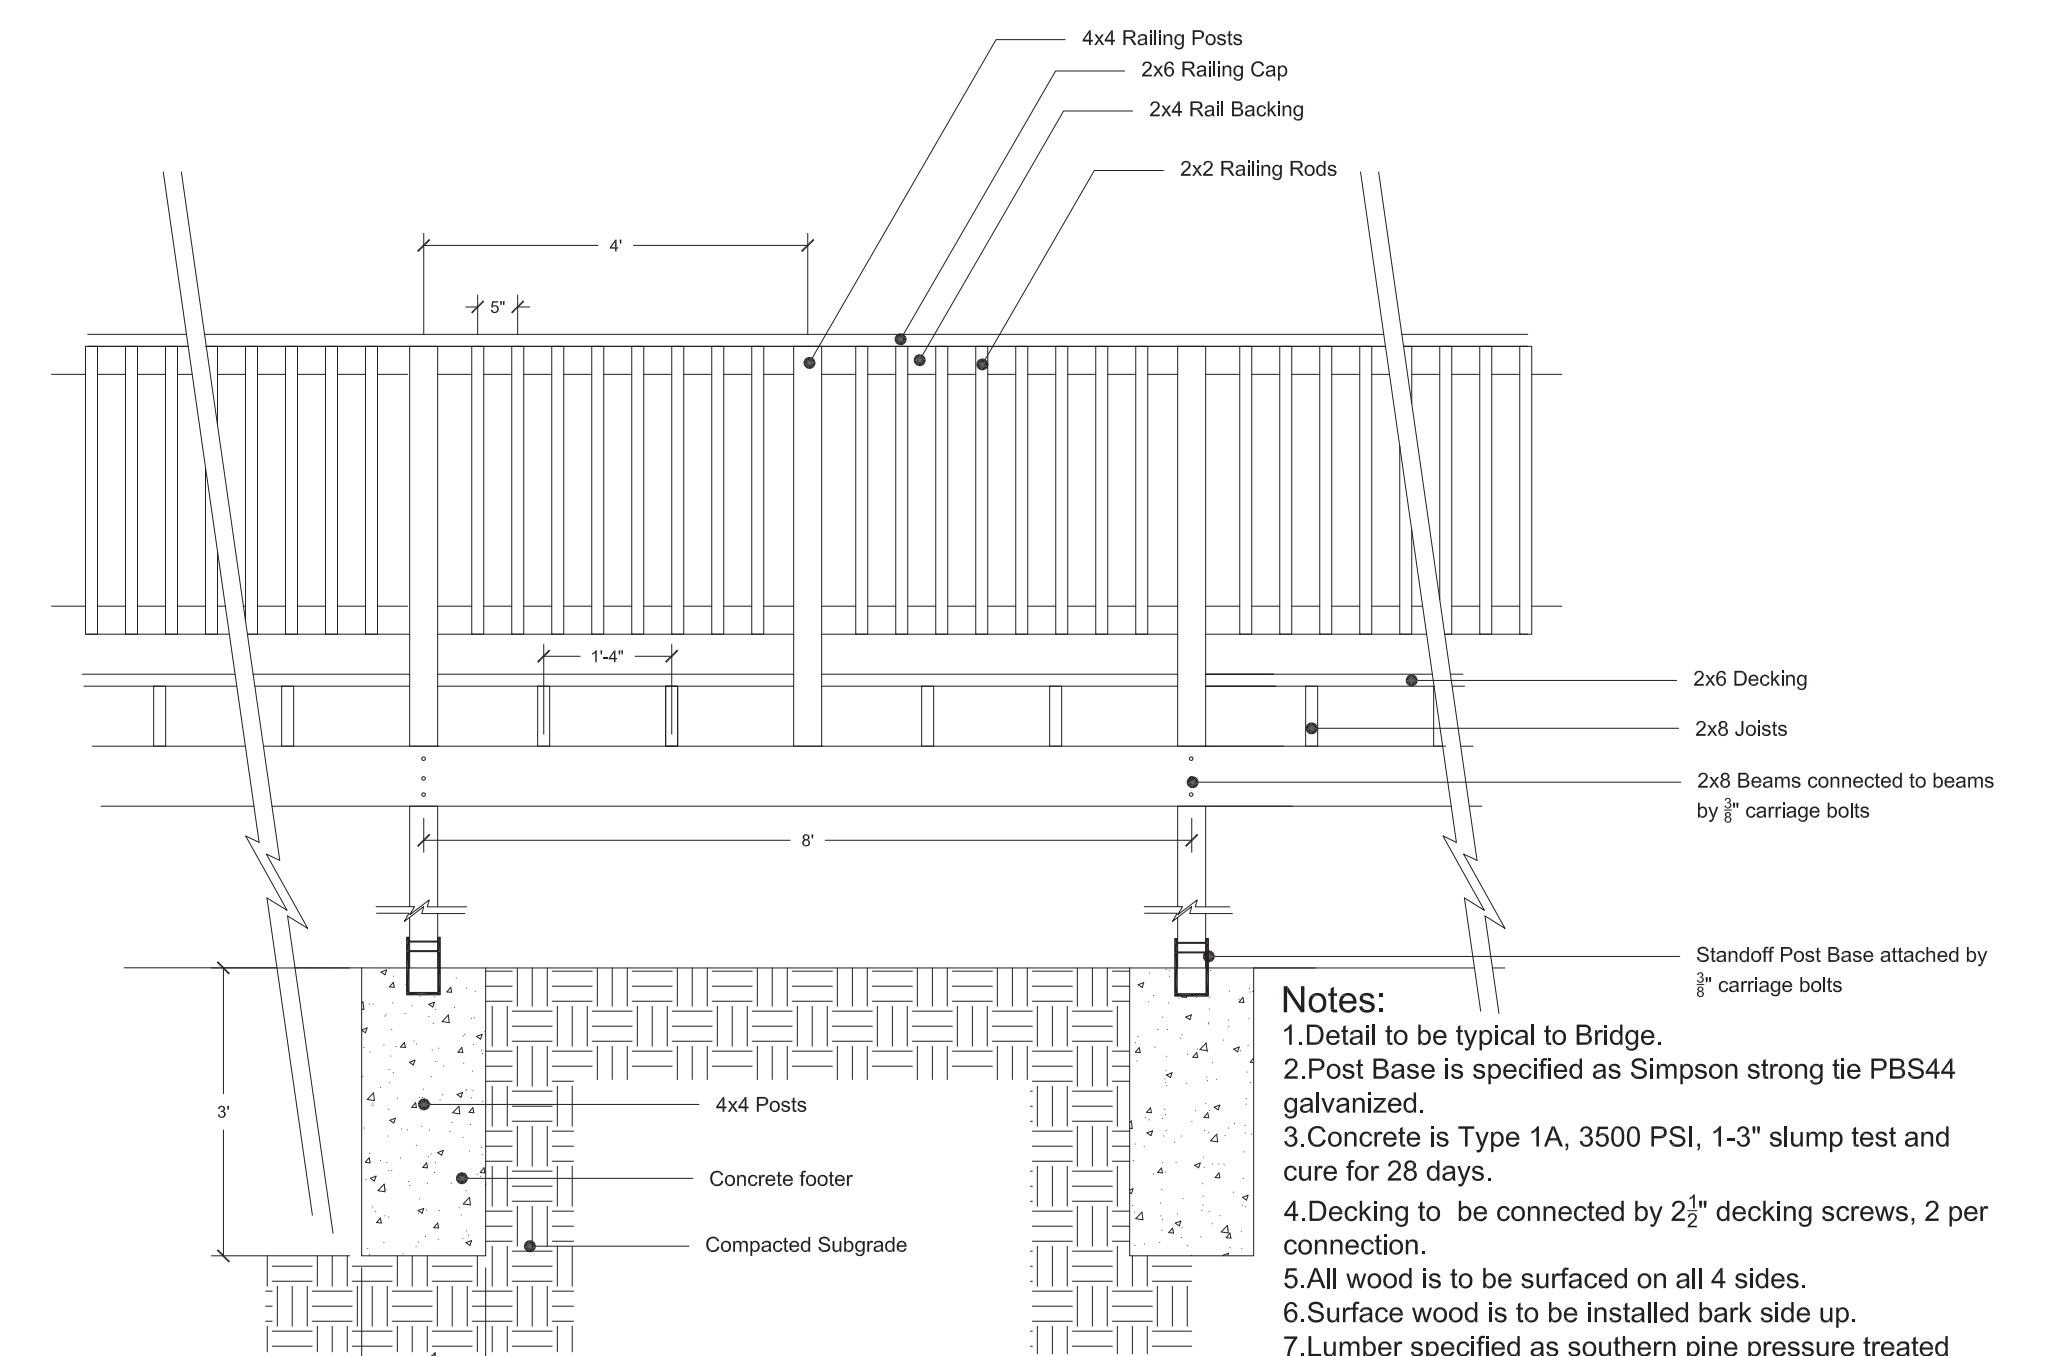 4x4 Railing Posts
2x6 Railing Cap
2x4 Rail Backing
2x2 Railing Rods
4'
5"
1'-4"
2x6 Decking
2x8 Joists
2x8 Beams connected to beams
by 3/8" carriage bolts
8'
Standoff Post Base attached by
3/8" carriage bolts
3'
4x4 Posts
Concrete footer
Compacted Subgrade
Notes:
1.Detail to be typical to Bridge.
2.Post Base is specified as Simpson strong tie PBS44
galvanized.
3.Concrete is Type 1A, 3500 PSI, 1-3" slump test and
cure for 28 days.
4.Decking to  be connected by 2 1/2" decking screws, 2 per
connection.
5.All wood is to be surfaced on all 4 sides.
6.Surface wood is to be installed bark side up.
7.Lumber specified as southern pine pressure treated